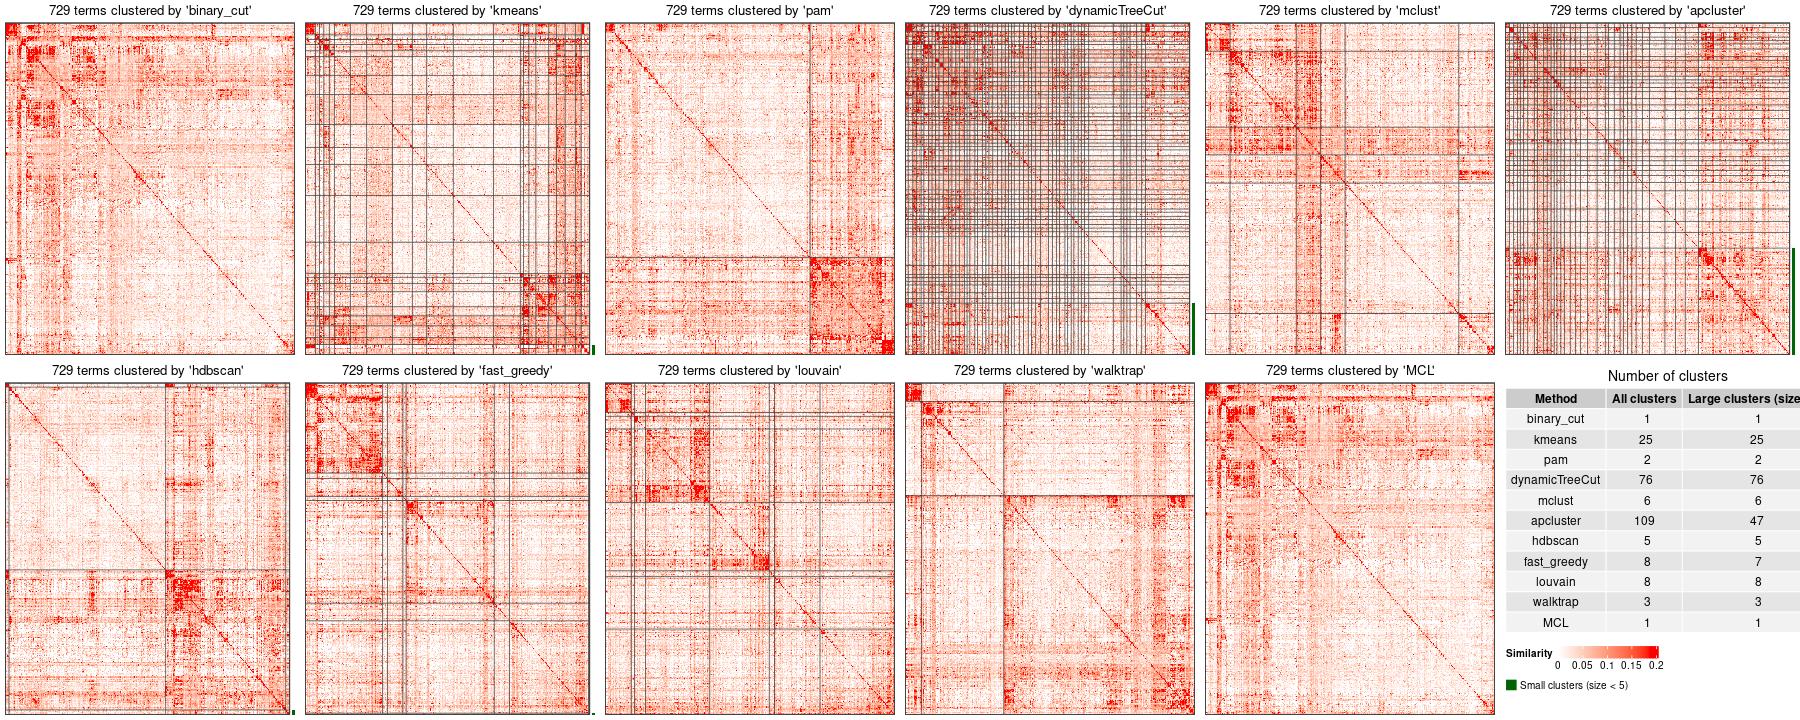 729 terms clustered by 'binary_cut'
729 terms clustered by 'kmeans'
729 terms clustered by 'pam'
729 terms clustered by 'dynamicTreeCut'
729 terms clustered by 'mclust'
729 terms clustered by 'apcluster'
729 terms clustered by 'hdbscan'
729 terms clustered by 'fast_greedy'
729 terms clustered by 'louvain'
729 terms clustered by 'walktrap'
729 terms clustered by 'MCL'
Number of clusters
Method All clusters Large clusters (size
binary_cut 1 1
kmeans 25 25
pam 2 2
dynamicTreeCut 76 76
mclust 6 6
apcluster 109 47
hdbscan 5 5
fast_greedy 8 7
louvain 8 8
walktrap 3 3
MCL 1 1
Similarity
0 0.05 0.1 0.15 0.2
Small clusters (size < 5)